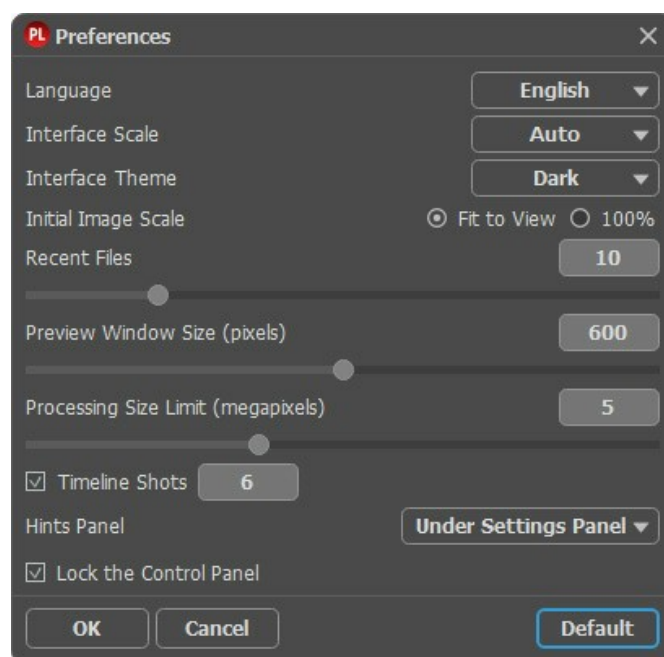 PL Preferences
Language English
Interface Scale Auto
Interface Theme Dark
Initial Image Scale Fit to View 100%
Recent Files 10
Preview Window Size (pixels) 600
Processing Size Limit (megapixels) 5
Timeline Shots 6
Hints Panel Under Settings Panel
Lock the Control Panel
OK Cancel Default